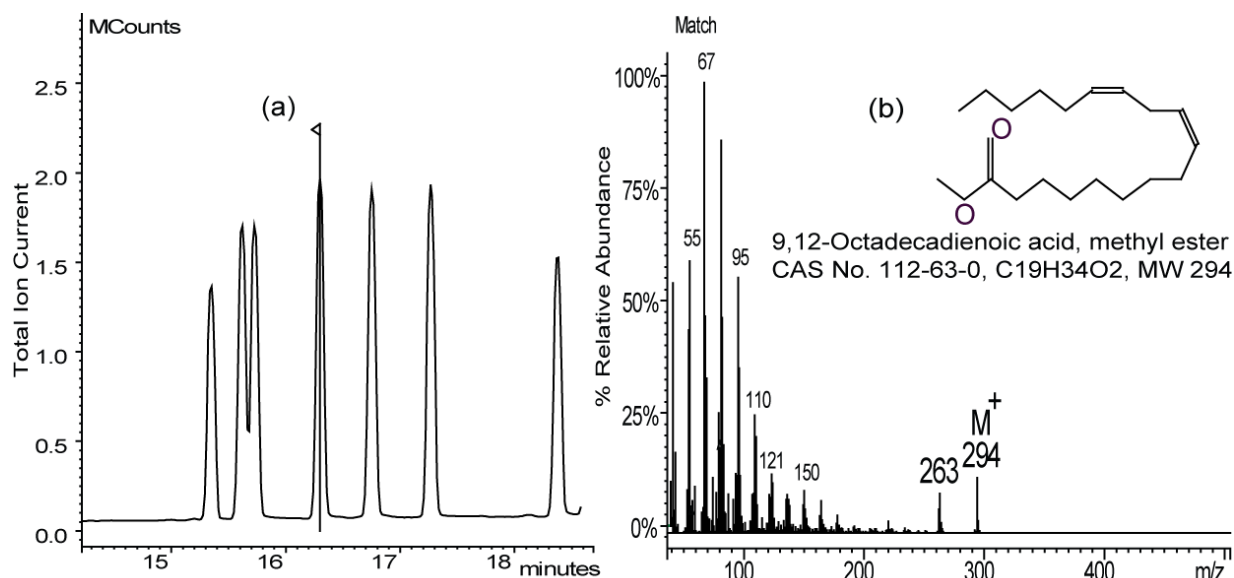 MCounts
2.5
2.0
1.5
1.0
0.5
0.0
Total Ion Current
(a)
15
16
17
18
minutes
Match
100%
75%
50%
25%
0%
% Relative Abundance
67
55
95
110
121
150
263
M+
294
(b)
O
O
9,12-Octadecadienoic acid, methyl ester
CAS No. 112-63-0, C19H34O2, MW 294
100
200
300
400
m/z